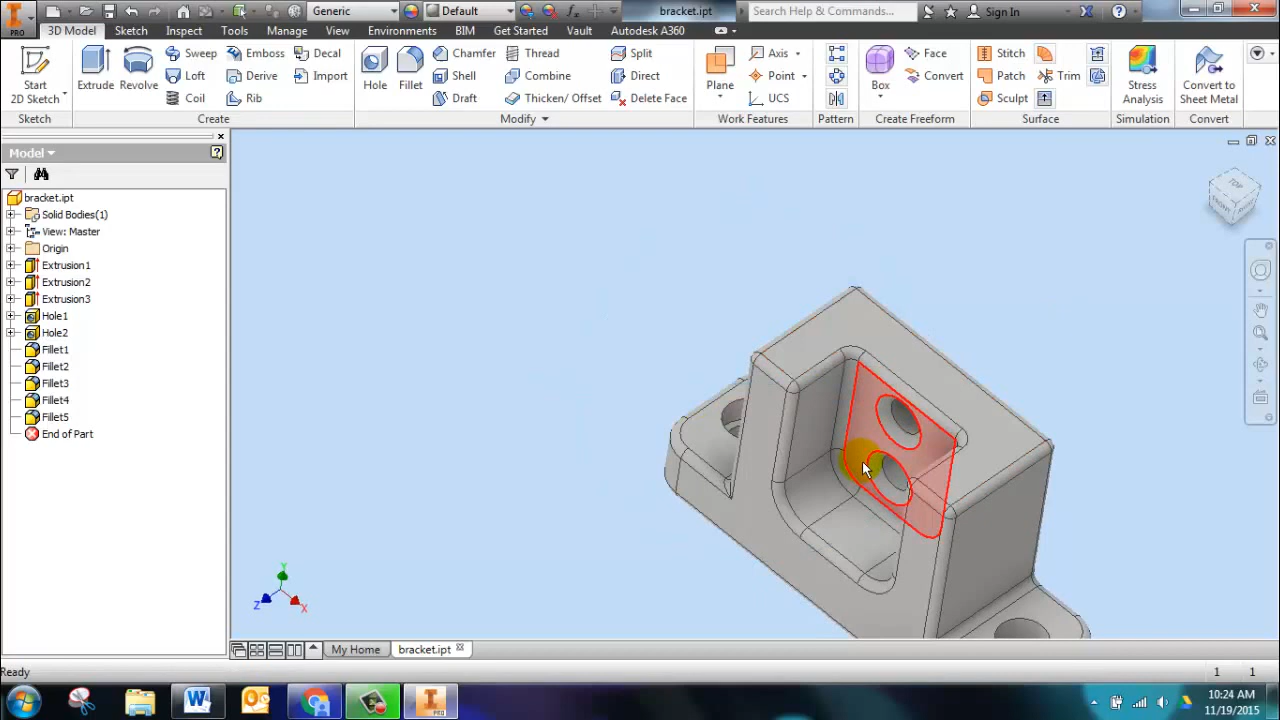 Generic
Default
bracket.ipt
Search Help & Commands...
Sign In
PRO
3D Model Sketch Inspect Tools Manage View Environments BIM Get Started Vault Autodesk A360
Start
2D Sketch
Extrude
Revolve
Sweep
Loft
Coil
Emboss
Derive
Rib
Decal
Import
Hole
Fillet
Chamfer
Shell
Draft
Thread
Combine
Thicken/ Offset
Split
Direct
Delete Face
Plane
Axis
Point
UCS
Box
Face
Convert
Stitch
Patch
Sculpt
Trim
Stress
Analysis
Convert to
Sheet Metal
Sketch Create Modify Work Features Pattern Create Freeform Surface Simulation Convert
Model
bracket.ipt
Solid Bodies(1)
View: Master
Origin
Extrusion1
Extrusion2
Extrusion3
Hole1
Hole2
Fillet1
Fillet2
Fillet3
Fillet4
Fillet5
End of Part
TOP
FRONT
RIGHT
Y
Z
X
My Home bracket.ipt
Ready 1 1
PRO
10:24 AM
11/19/2015